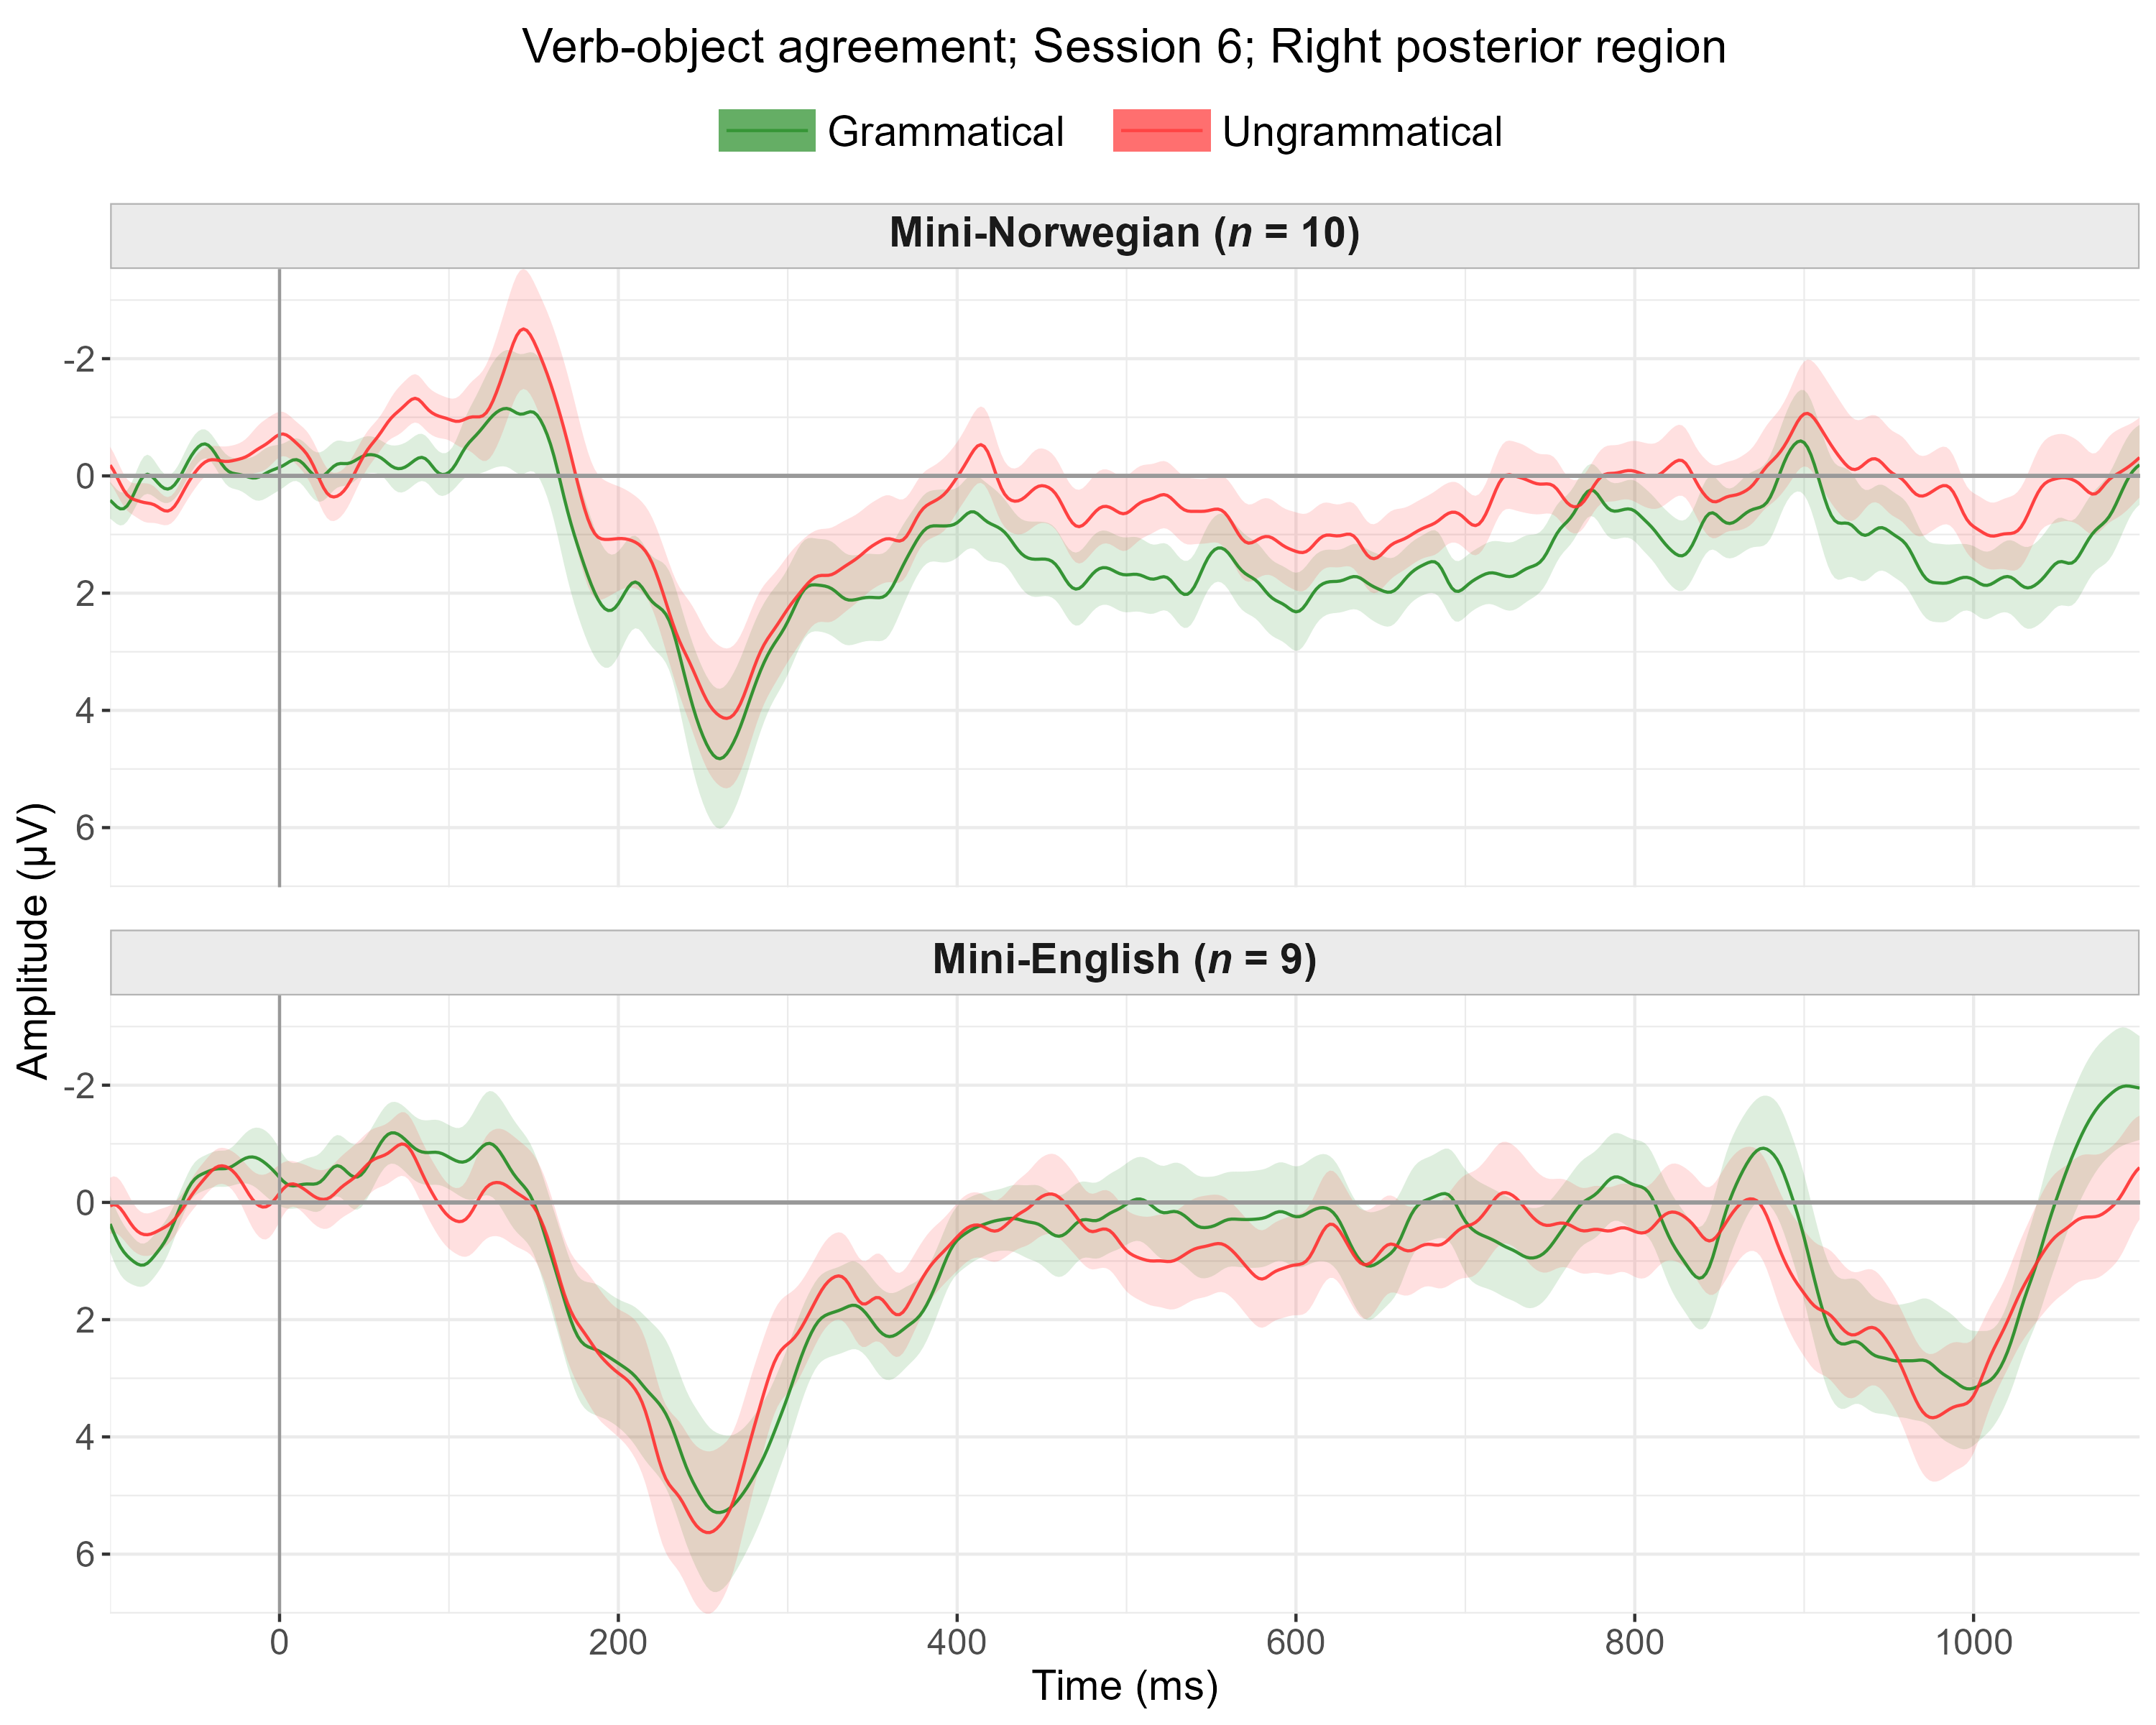 Verb-object agreement; Session 6; Right posterior region
Grammatical Ungrammatical
Mini-Norwegian (n = 10)
-2
0
2
4
6
Amplitude (µV)
Mini-English (n = 9)
-2
0
2
4
6
0 200 400 600 800 1000
Time (ms)